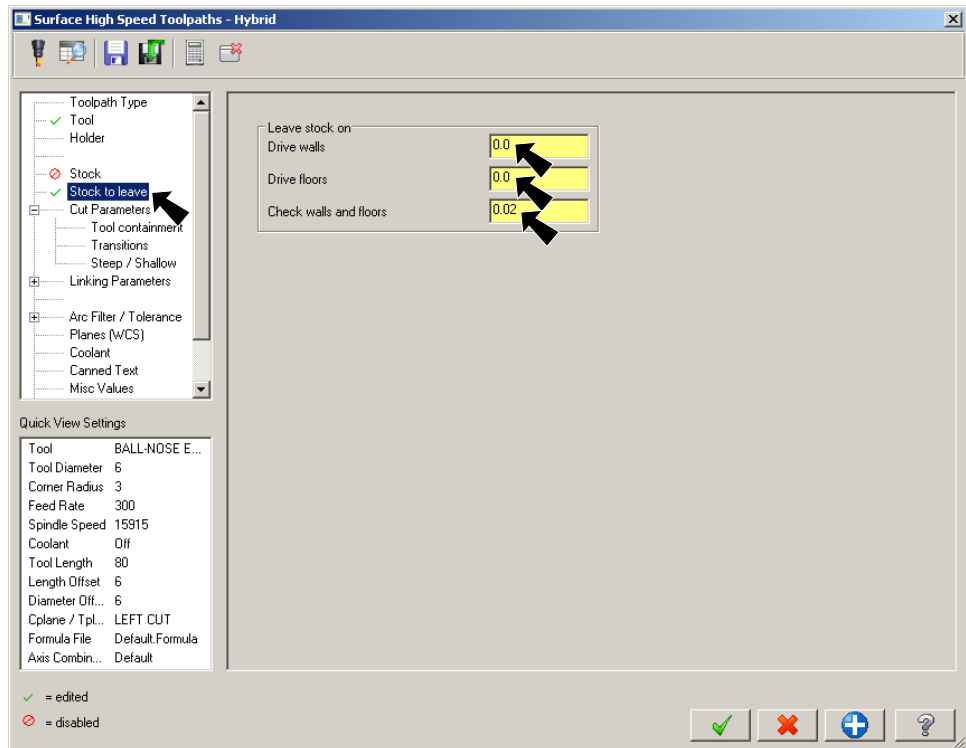 Surface High Speed Toolpaths - Hybrid
Toolpath Type
Tool
Holder
Stock
Stock to leave
Cut Parameters
Tool containment
Transitions
Steep / Shallow
Linking Parameters
Arc Filter / Tolerance
Planes (WCS)
Coolant
Canned Text
Misc Values
Leave stock on
Drive walls 0.0
Drive floors 0.0
Check walls and floors 0.02
Quick View Settings
Tool BALL-NOSE E...
Tool Diameter 6
Corner Radius 3
Feed Rate 300
Spindle Speed 15915
Coolant Off
Tool Length 80
Length Offset 6
Diameter Off... 6
Cplane / Tpl... LEFT CUT
Formula File Default.Formula
Axis Combin... Default
= edited
= disabled